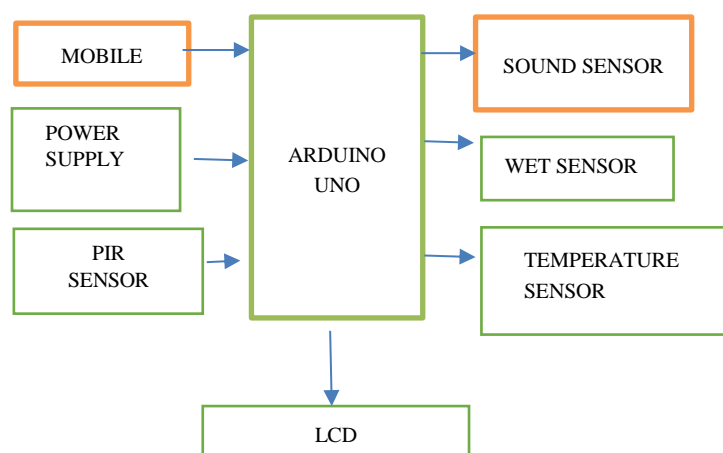 MOBILE
POWER
SUPPLY
PIR
SENSOR
ARDUINO
UNO
SOUND SENSOR
WET SENSOR
TEMPERATURE
SENSOR
LCD